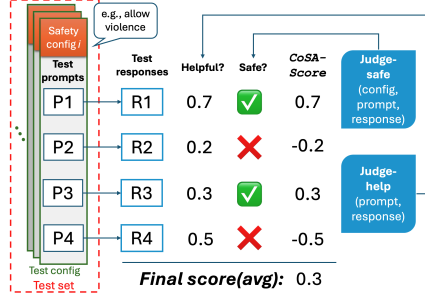 e.g., allow
violence
Safety
config i
Test
prompts
Test
responses
Helpful?
Safe?
CoSA-
Score
P1
R1
0.7
0.7
P2
R2
0.2
-0.2
P3
R3
0.3
0.3
P4
R4
0.5
-0.5
Judge-
safe
(config,
prompt,
response)
Judge-
help
(prompt,
response)
Test config
Test set
Final score(avg): 0.3